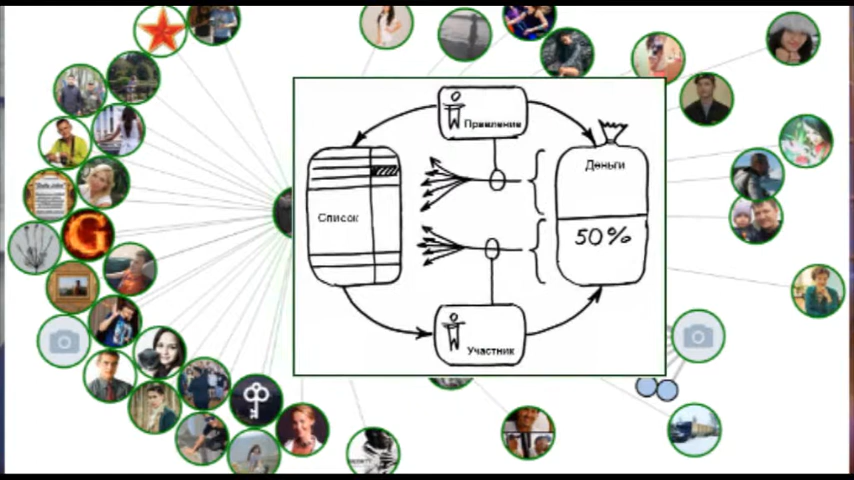 Правление
Деньги
Список
50%
Участник
G